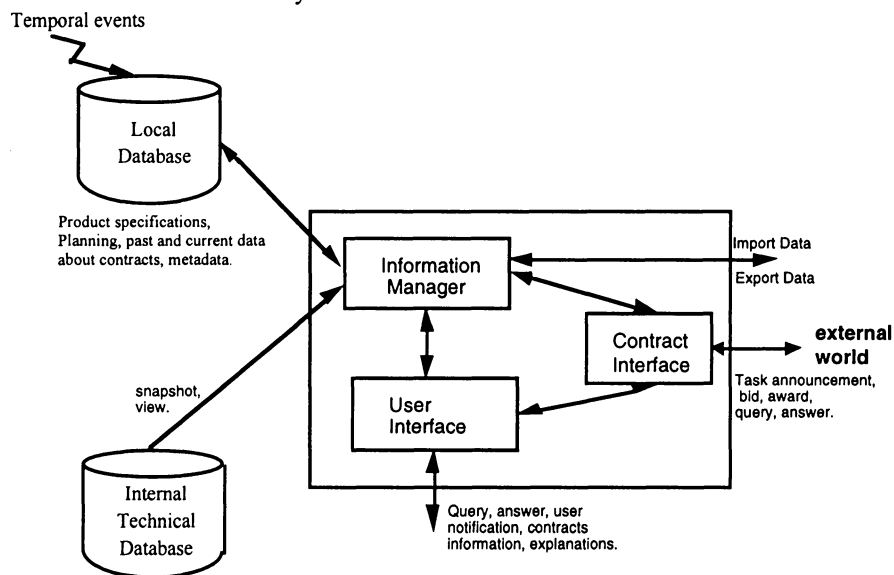 Temporal events
Local
Database
Product specifications,
Planning, past and current data
about contracts, metadata.
Information
Manager
Import Data
Export Data
Contract
Interface
external
world
Task announcement,
bid, award,
query, answer.
snapshot,
view.
User
Interface
Internal
Technical
Database
Query, answer, user
notification, contracts
information, explanations.